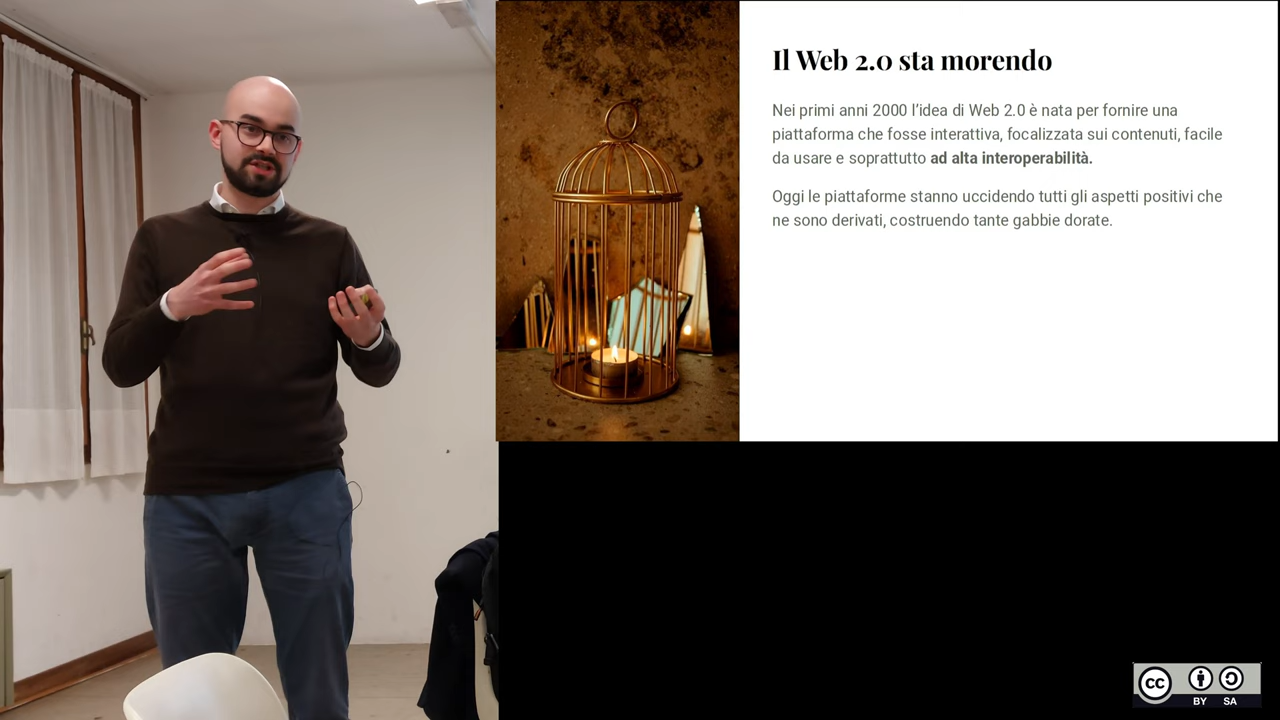 Il Web 2.0 sta morendo
Nei primi anni 2000 l’idea di Web 2.0 è nata per fornire una
piattaforma che fosse interattiva, focalizzata sui contenuti, facile
da usare e soprattutto ad alta interoperabilità.
Oggi le piattaforme stanno uccidendo tutti gli aspetti positivi che
ne sono derivati, costruendo tante gabbie dorate.
cc
BY SA